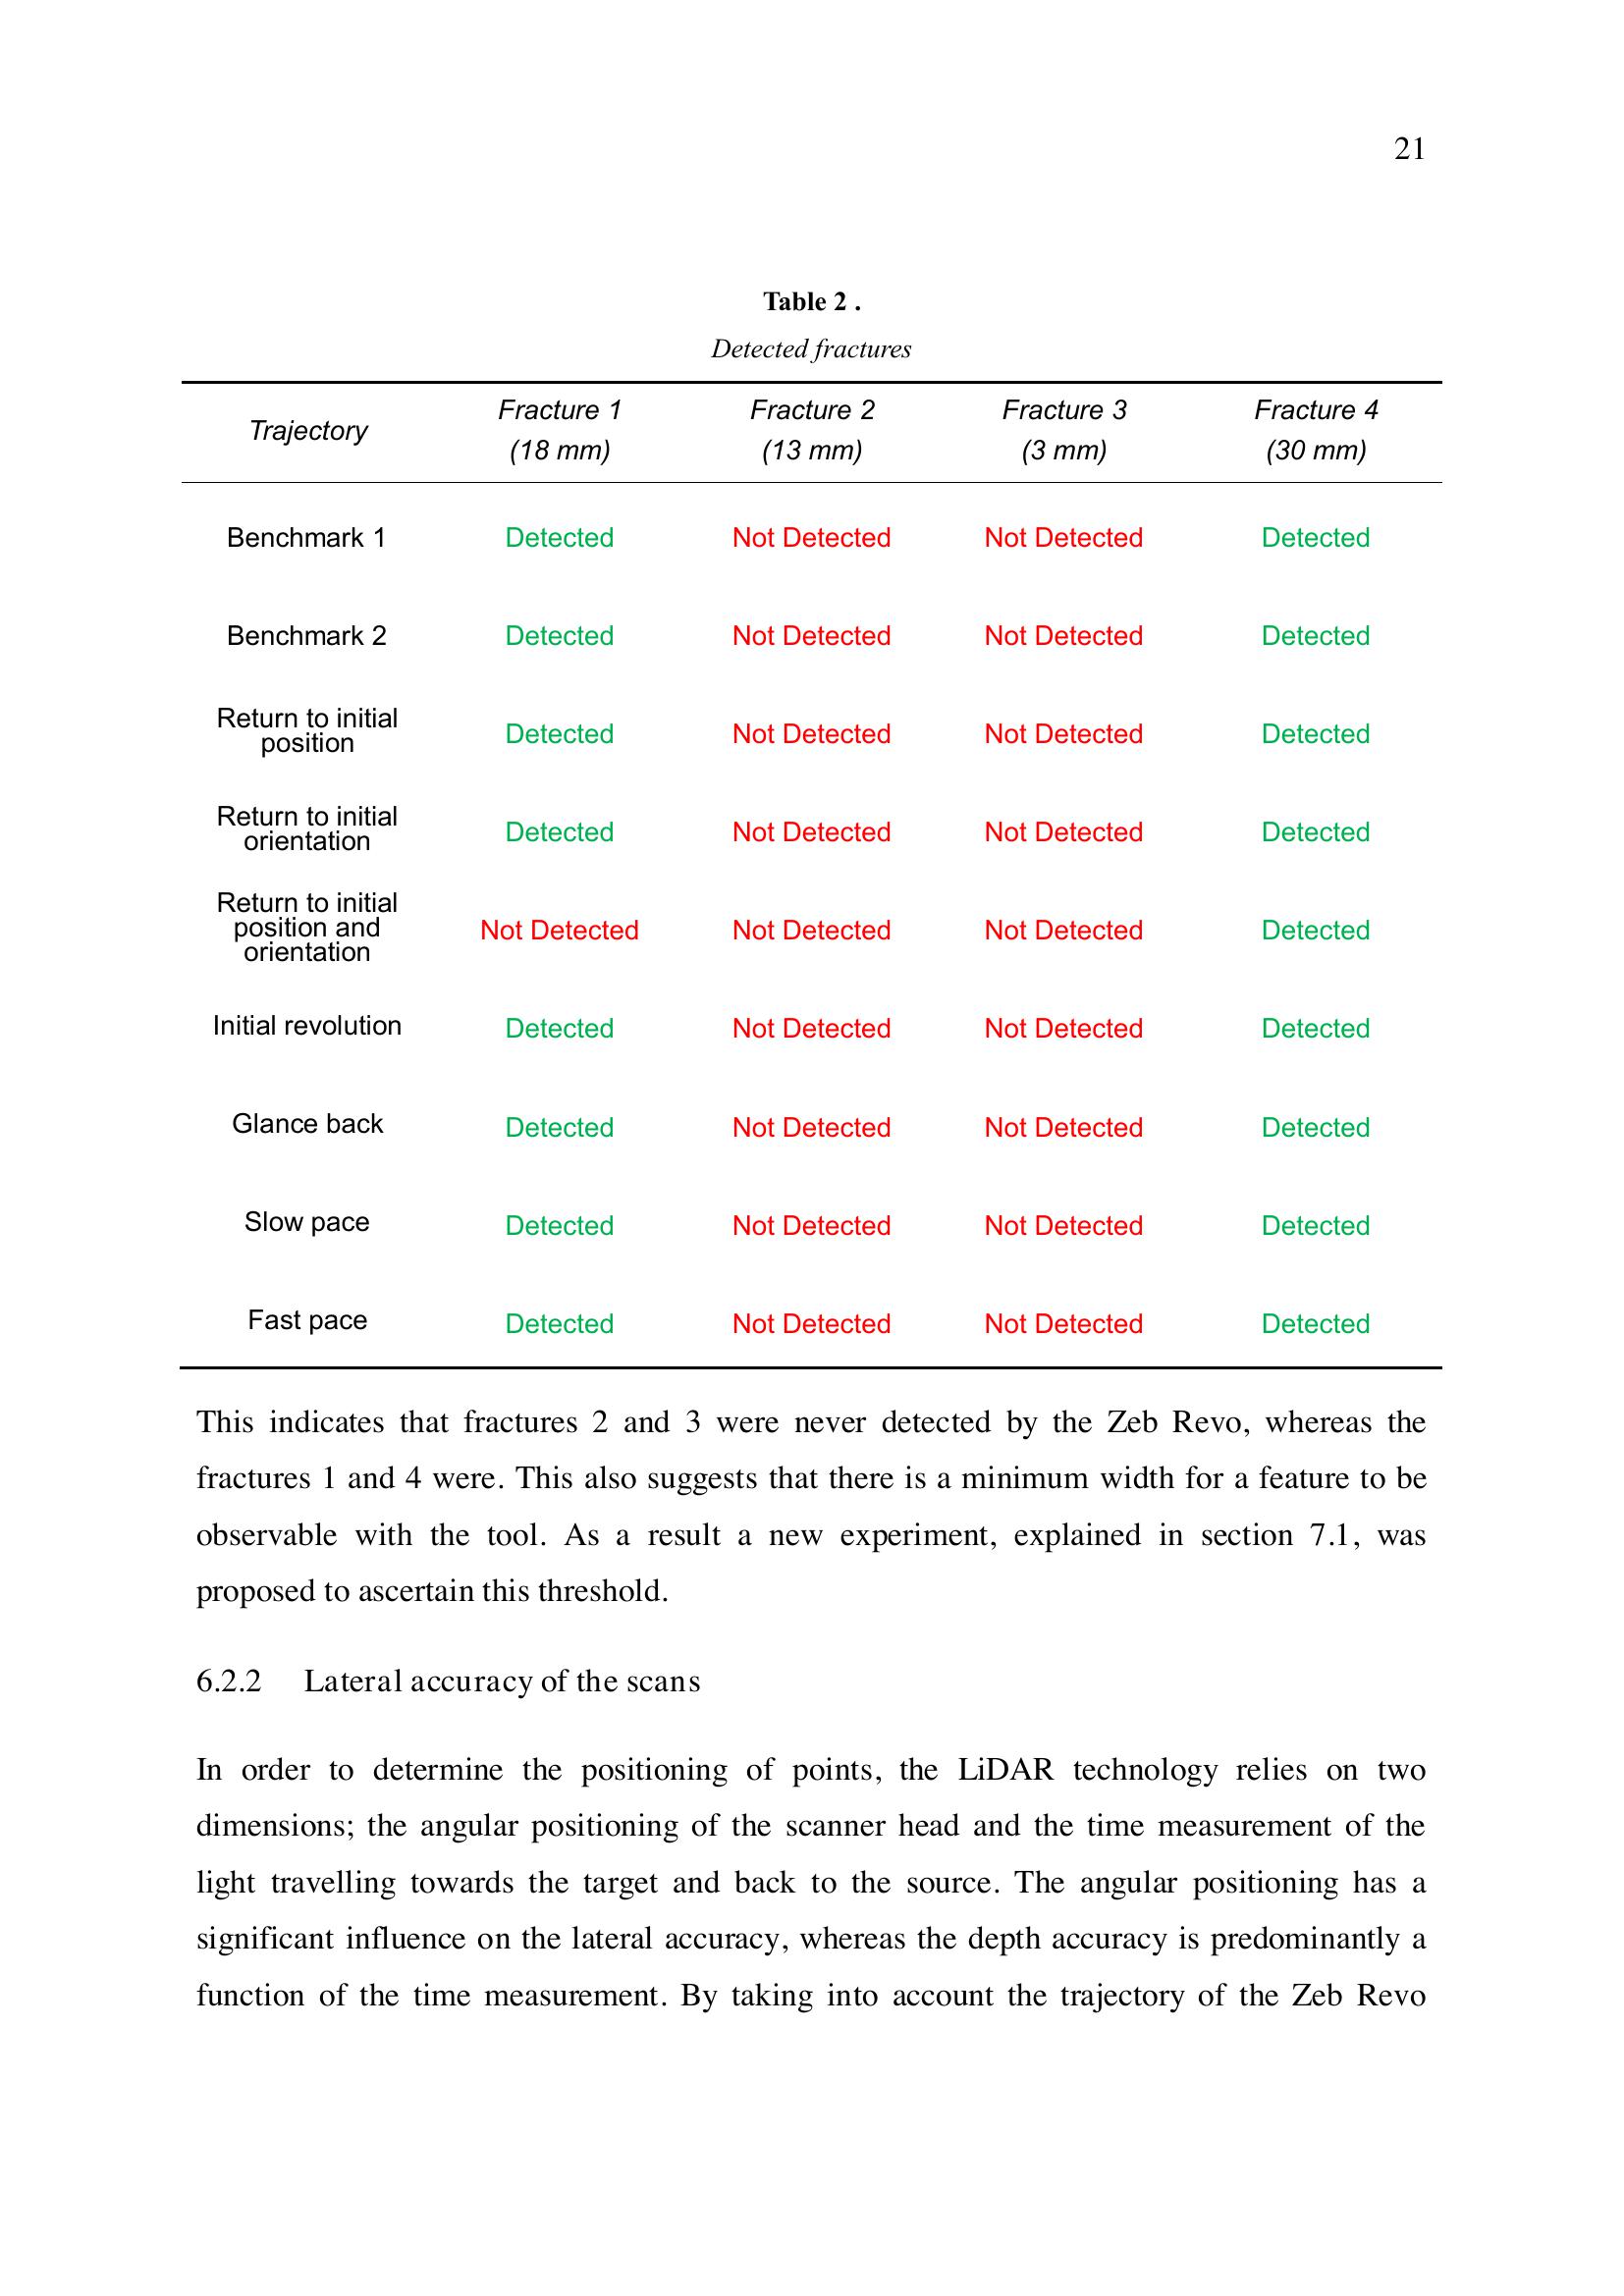 21
Table 2 .
Detected fractures
Trajectory Fracture 1 (18 mm) Fracture 2 (13 mm) Fracture 3 (3 mm) Fracture 4 (30 mm)
Benchmark 1 Detected Not Detected Not Detected Detected
Benchmark 2 Detected Not Detected Not Detected Detected
Return to initial position Detected Not Detected Not Detected Detected
Return to initial orientation Detected Not Detected Not Detected Detected
Return to initial position and orientation Not Detected Not Detected Not Detected Detected
Initial revolution Detected Not Detected Not Detected Detected
Glance back Detected Not Detected Not Detected Detected
Slow pace Detected Not Detected Not Detected Detected
Fast pace Detected Not Detected Not Detected Detected
This indicates that fractures 2 and 3 were never detected by the Zeb Revo, whereas the
fractures 1 and 4 were. This also suggests that there is a minimum width for a feature to be
observable with the tool. As a result a new experiment, explained in section 7.1, was
proposed to ascertain this threshold.
6.2.2 Lateral accuracy of the scans
In order to determine the positioning of points, the LiDAR technology relies on two
dimensions; the angular positioning of the scanner head and the time measurement of the
light travelling towards the target and back to the source. The angular positioning has a
significant influence on the lateral accuracy, whereas the depth accuracy is predominantly a
function of the time measurement. By taking into account the trajectory of the Zeb Revo